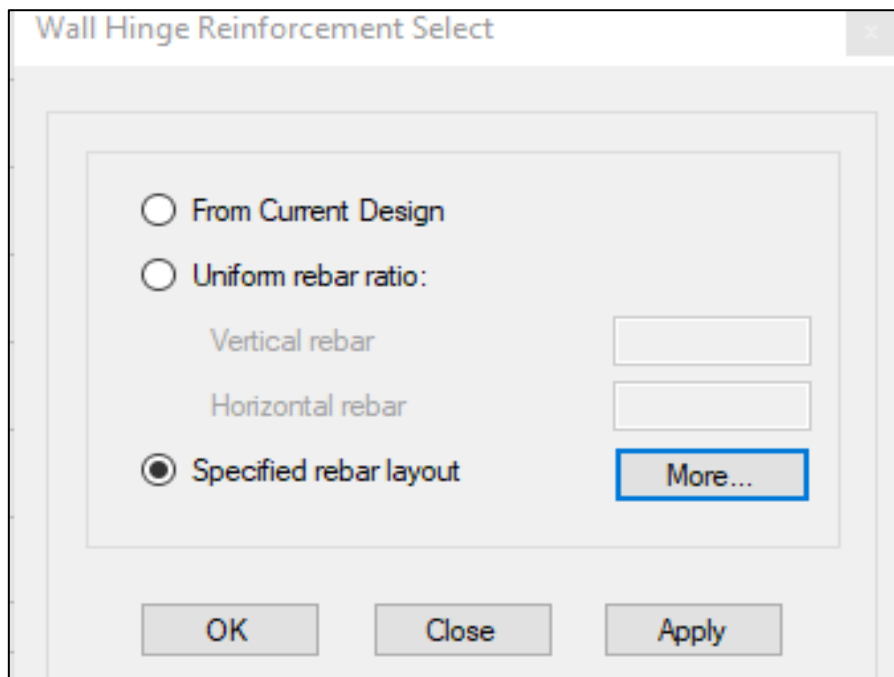 Wall Hinge Reinforcement Select
x
From Current Design
Uniform rebar ratio:
Vertical rebar
Horizontal rebar
Specified rebar layout More...
OK Close Apply